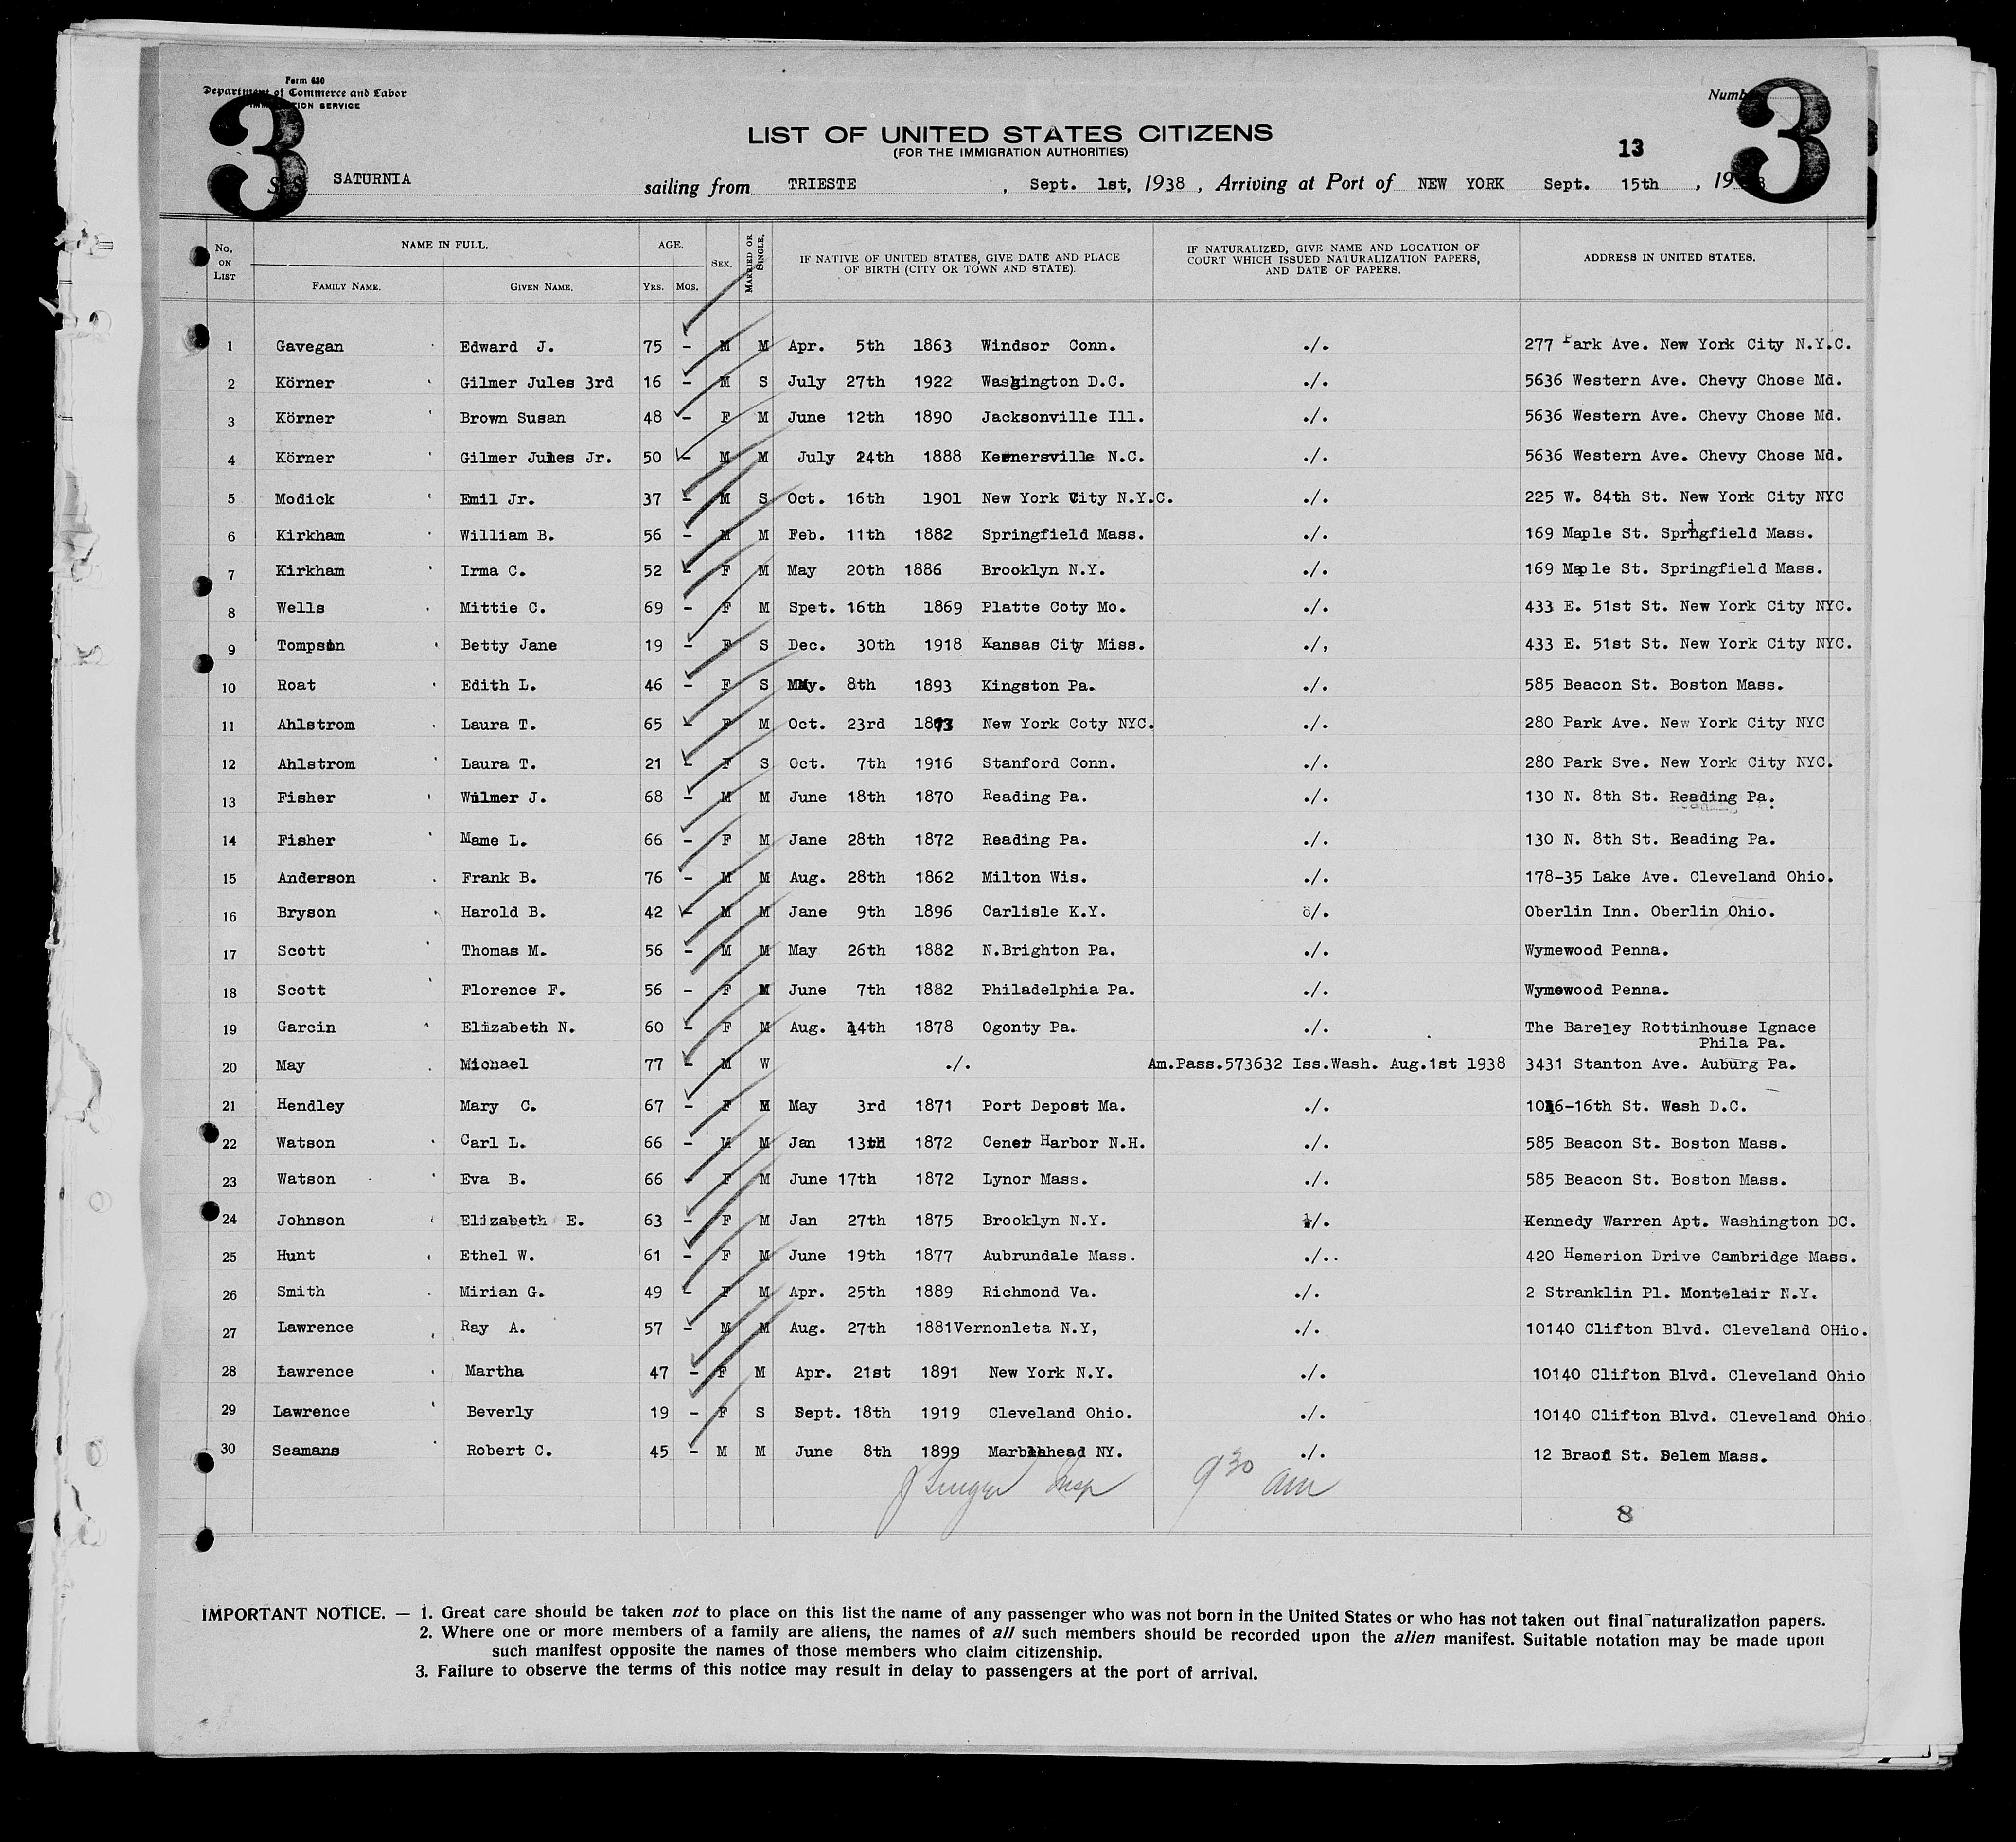 Form 630
Department of Commerce and Labor
IMMIGRATION SERVICE
3
Number
3
LIST OF UNITED STATES CITIZENS
(FOR THE IMMIGRATION AUTHORITIES)
13
S.S. SATURNIA sailing from TRIESTE , Sept. 1st, 1938 , Arriving at Port of NEW YORK Sept. 15th , 1938
No. ON LIST NAME IN FULL. AGE. SEX. MARRIED OR SINGLE. IF NATIVE OF UNITED STATES, GIVE DATE AND PLACE OF BIRTH (CITY OR TOWN AND STATE). IF NATURALIZED, GIVE NAME AND LOCATION OF COURT WHICH ISSUED NATURALIZATION PAPERS, AND DATE OF PAPERS. ADDRESS IN UNITED STATES.
FAMILY NAME. GIVEN NAME. YRS. MOS.
1 Gavegan Edward J. 75 - M M Apr. 5th 1863 Windsor Conn. ./. 277 Park Ave. New York City N.Y.C.
2 Körner Gilmer Jules 3rd 16 - M S July 27th 1922 Washington D.C. ./. 5636 Western Ave. Chevy Chose Md.
3 Körner Brown Susan 48 - F M June 12th 1890 Jacksonville Ill. ./. 5636 Western Ave. Chevy Chose Md.
4 Körner Gilmer Jules Jr. 50 - M M July 24th 1888 Kernersville N.C. ./. 5636 Western Ave. Chevy Chose Md.
5 Modick Emil Jr. 37 - M S Oct. 16th 1901 New York City N.Y.C. ./. 225 W. 84th St. New York City NYC
6 Kirkham William B. 56 - M M Feb. 11th 1882 Springfield Mass. ./. 169 Maple St. Springfield Mass.
7 Kirkham Irma C. 52 - F M May 20th 1886 Brooklyn N.Y. ./. 169 Maple St. Springfield Mass.
8 Wells Mittie C. 69 - F M Spet. 16th 1869 Platte Coty Mo. ./. 433 E. 51st St. New York City NYC.
9 Tompson Betty Jane 19 - F S Dec. 30th 1918 Kansas City Miss. ./, 433 E. 51st St. New York City NYC.
10 Roat Edith L. 46 - F S May. 8th 1893 Kingston Pa. ./. 585 Beacon St. Boston Mass.
11 Ahlstrom Laura T. 65 - F M Oct. 23rd 1873 New York Coty NYC. ./. 280 Park Ave. New York City NYC
12 Ahlstrom Laura T. 21 - F S Oct. 7th 1916 Stanford Conn. ./. 280 Park Sve. New York City NYC.
13 Fisher Wilmer J. 68 - M M June 18th 1870 Reading Pa. ./. 130 N. 8th St. Reading Pa.
14 Fisher Mame L. 66 - F M Jane 28th 1872 Reading Pa. ./. 130 N. 8th St. Reading Pa.
15 Anderson Frank B. 76 - M M Aug. 28th 1862 Milton Wis. ./. 178-35 Lake Ave. Cleveland Ohio.
16 Bryson Harold B. 42 - M M Jane 9th 1896 Carlisle K.Y. ö/. Oberlin Inn. Oberlin Ohio.
17 Scott Thomas M. 56 - M M May 26th 1882 N.Brighton Pa. ./. Wymewood Penna.
18 Scott Florence F. 56 - F M June 7th 1882 Philadelphia Pa. ./. Wymewood Penna.
19 Garcin Elizabeth N. 60 - F M Aug. 14th 1878 Ogonty Pa. ./. The Bareley Rottinhouse Ignace
Phila Pa.
20 May Michael 77 - M W ./. Am.Pass.573632 Iss.Wash. Aug.1st 1938 3431 Stanton Ave. Auburg Pa.
21 Hendley Mary C. 67 - F M May 3rd 1871 Port Depost Ma. ./. -16th St. Wash D.C.
22 Watson Carl L. 66 - M M Jan 13th 1872 Cener Harbor N.H. ./. 585 Beacon St. Boston Mass.
23 Watson Eva B. 66 - F M June 17th 1872 Lynor Mass. ./. 585 Beacon St. Boston Mass.
24 Johnson Elizabeth E. 63 - F M Jan 27th 1875 Brooklyn N.Y. ./. Kennedy Warren Apt. Washington DC.
25 Hunt Ethel W. 61 - F M June 19th 1877 Aubrundale Mass. ./.. 420 Hemerion Drive Cambridge Mass.
26 Smith Mirian G. 49 - F M Apr. 25th 1889 Richmond Va. ./. 2 Stranklin Pl. Montelair N.Y.
27 Lawrence Ray A. 57 - M M Aug. 27th 1881Vernonleta N.Y, ./. 10140 Clifton Blvd. Cleveland OHio.
28 Lawrence Martha 47 - F M Apr. 21st 1891 New York N.Y. ./. 10140 Clifton Blvd. Cleveland Ohio
29 Lawrence Beverly 19 - F S Sept. 18th 1919 Cleveland Ohio. ./. 10140 Clifton Blvd. Cleveland Ohio
30 Seamans Robert C. 45 - M M June 8th 1899 Marblehead NY. ./. 12 Braod St. Selem Mass.
Insp 9 30 am
8
IMPORTANT NOTICE. — 1. Great care should be taken not to place on this list the name of any passenger who was not born in the United States or who has not taken out final naturalization papers.
2. Where one or more members of a family are aliens, the names of all such members should be recorded upon the alien manifest. Suitable notation may be made upon
such manifest opposite the names of those members who claim citizenship.
3. Failure to observe the terms of this notice may result in delay to passengers at the port of arrival.